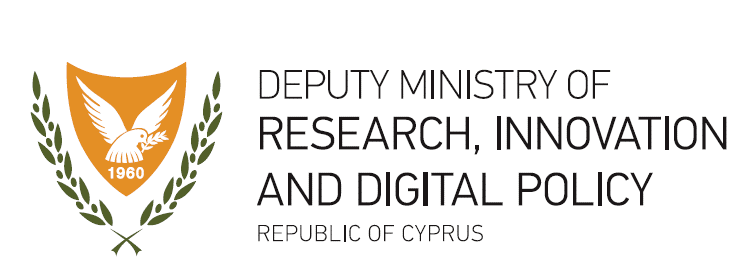 1960
DEPUTY MINISTRY OF
RESEARCH, INNOVATION
AND DIGITAL POLICY
REPUBLIC OF CYPRUS